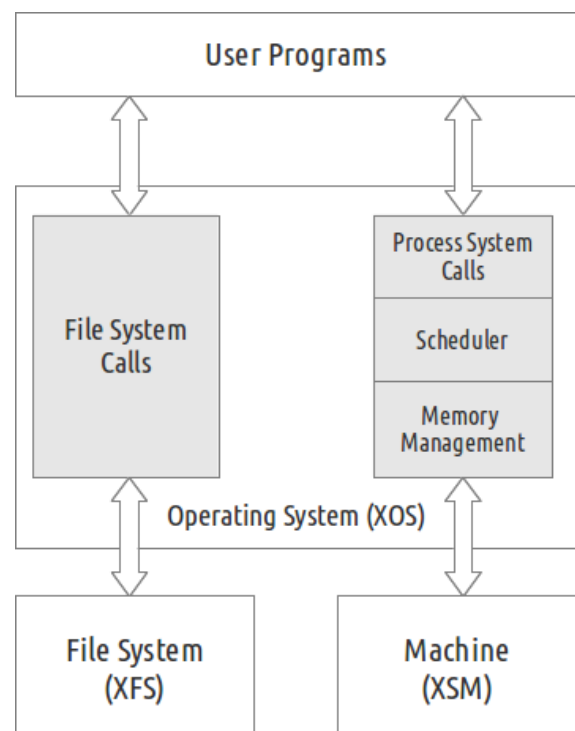 User Programs
File System
Calls
Process System
Calls
Scheduler
Memory
Management
Operating System (XOS)
File System
(XFS)
Machine
(XSM)